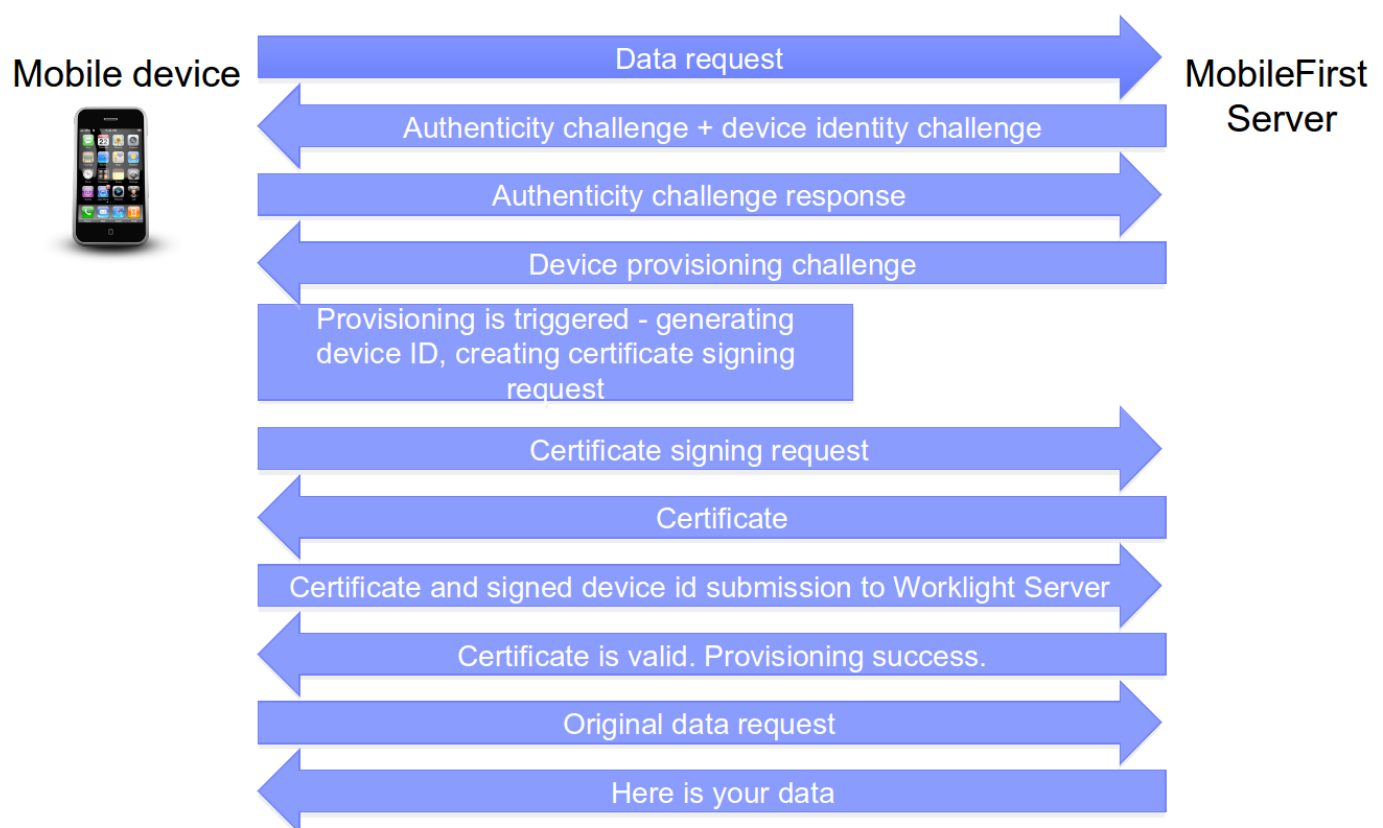 Data request
Mobile device
MobileFirst
Server
Authenticity challenge + device identity challenge
Authenticity challenge response
Device provisioning challenge
Provisioning is triggered - generating
device ID, creating certificate signing
request
Certificate signing request
Certificate
Certificate and signed device id submission to Worklight Server
Certificate is valid. Provisioning success.
Original data request
Here is your data